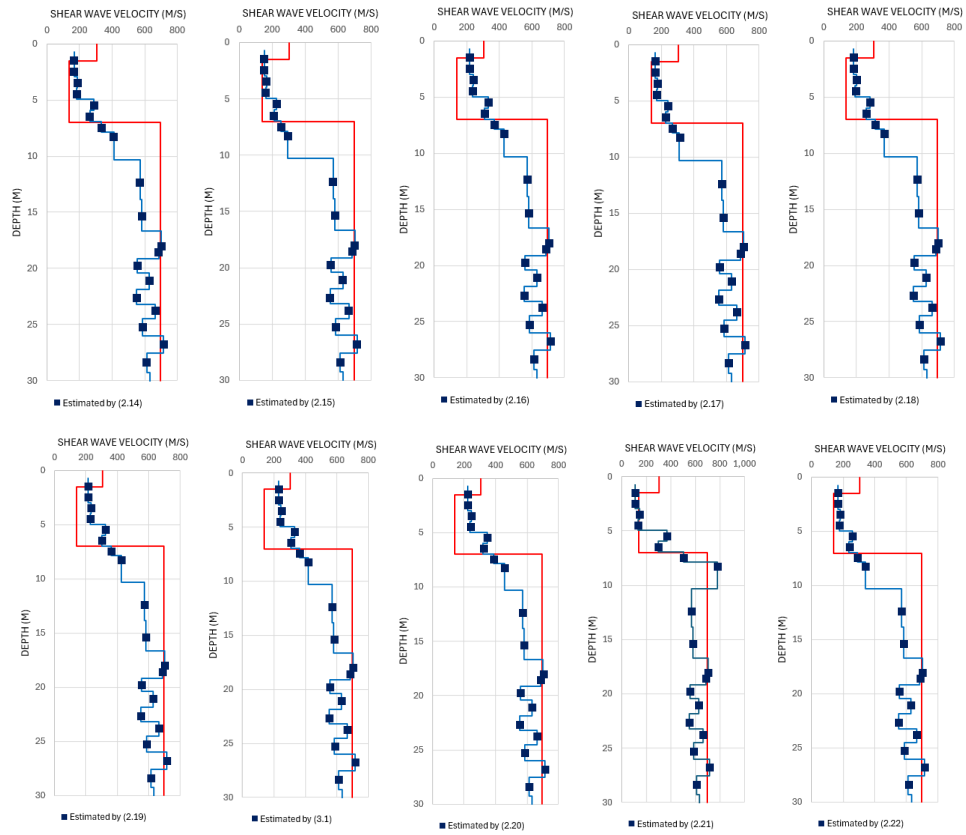 SHEAR WAVE VELOCITY (M/S)
0 200 400 600 800
0
5
10
15
20
25
30
DEPTH (M)
Estimated by (2.14)
SHEAR WAVE VELOCITY (M/S)
0 200 400 600 800
0
5
10
15
20
25
30
DEPTH (M)
Estimated by (2.15)
SHEAR WAVE VELOCITY (M/S)
0 200 400 600 800
0
5
10
15
20
25
30
DEPTH (M)
Estimated by (2.16)
SHEAR WAVE VELOCITY (M/S)
0 200 400 600 800
0
5
10
15
20
25
30
DEPTH (M)
Estimated by (2.17)
SHEAR WAVE VELOCITY (M/S)
0 200 400 600 800
0
5
10
15
20
25
30
DEPTH (M)
Estimated by (2.18)
SHEAR WAVE VELOCITY (M/S)
0 200 400 600 800
0
5
10
15
20
25
30
DEPTH (M)
Estimated by (2.19)
SHEAR WAVE VELOCITY (M/S)
0 200 400 600 800
0
5
10
15
20
25
30
DEPTH (M)
Estimated by (3.1)
SHEAR WAVE VELOCITY (M/S)
0 200 400 600 800
0
5
10
15
20
25
30
DEPTH (M)
Estimated by (2.20)
SHEAR WAVE VELOCITY (M/S)
0 200 400 600 800 1,000
0
5
10
15
20
25
30
DEPTH (M)
Estimated by (2.21)
SHEAR WAVE VELOCITY (M/S)
0 200 400 600 800
0
5
10
15
20
25
30
DEPTH (M)
Estimated by (2.22)